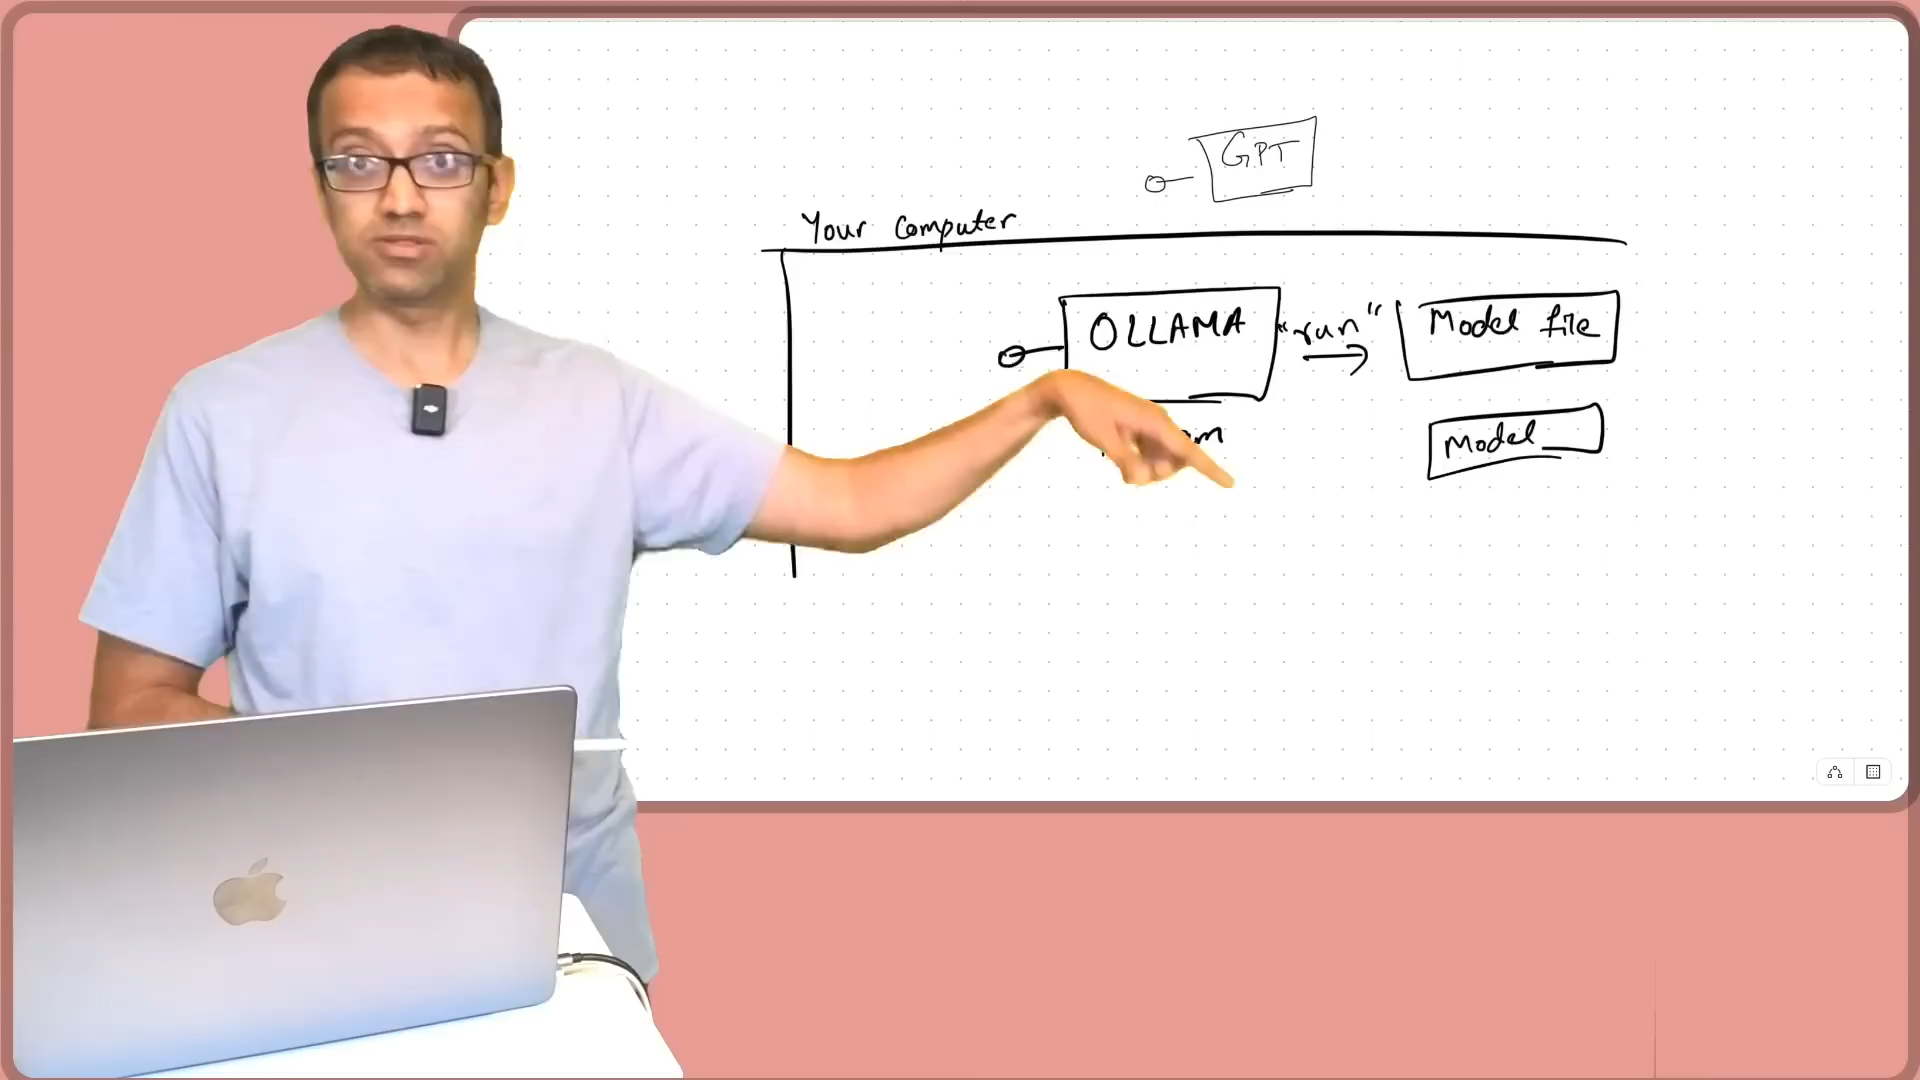 GPT
Your Computer
OLLAMA
"run"
Model file
Model